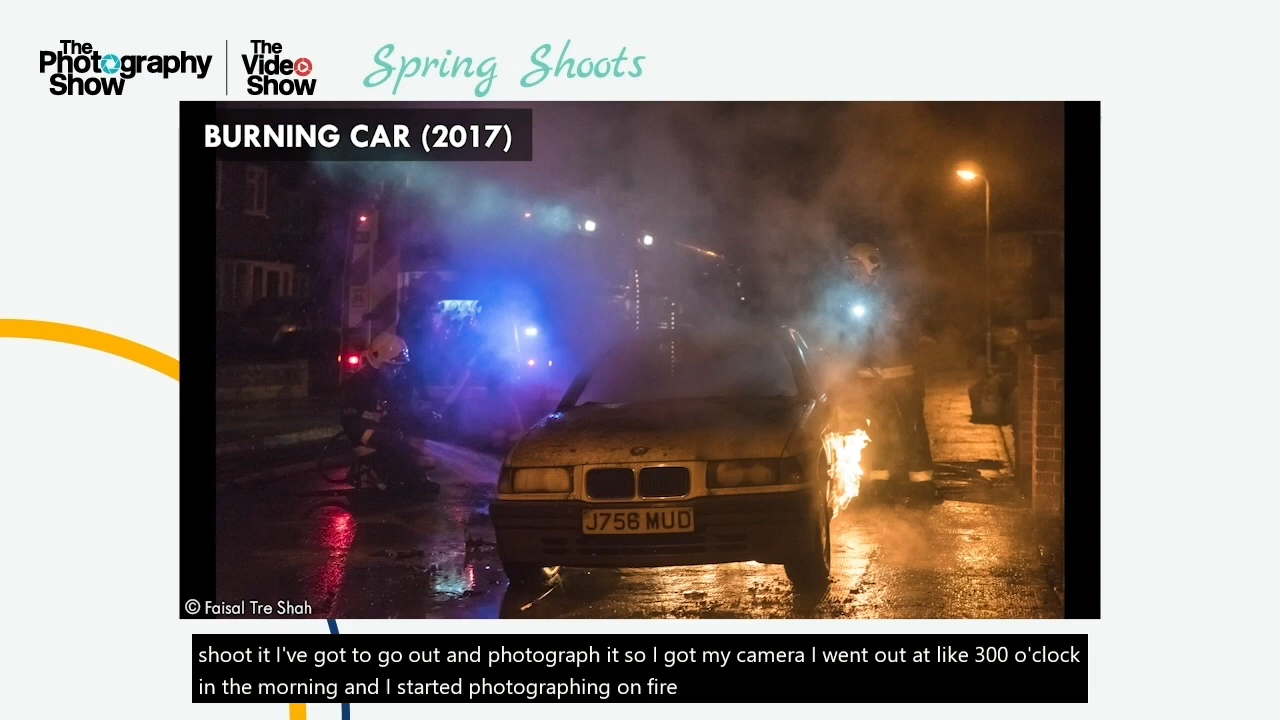 The
Photography
Show
The
Video
Show
Spring Shoots
BURNING CAR (2017)
J756 MUD
© Faisal Tre Shah
shoot it I've got to go out and photograph it so I got my camera I went out at like 300 o'clock
in the morning and I started photographing on fire